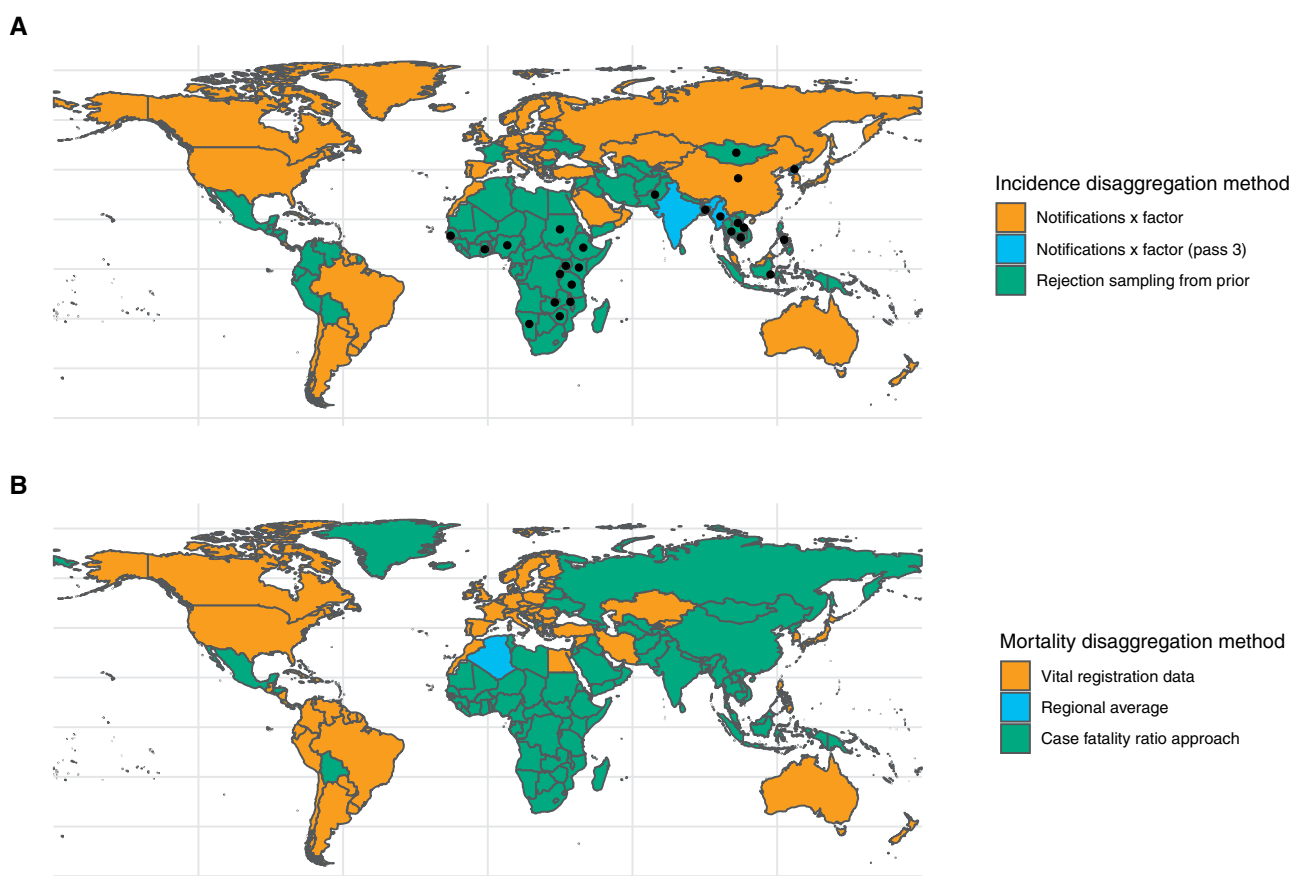 A
Incidence disaggregation method
Notifications x factor
Notifications x factor (pass 3)
Rejection sampling from prior
B
Mortality disaggregation method
Vital registration data
Regional average
Case fatality ratio approach